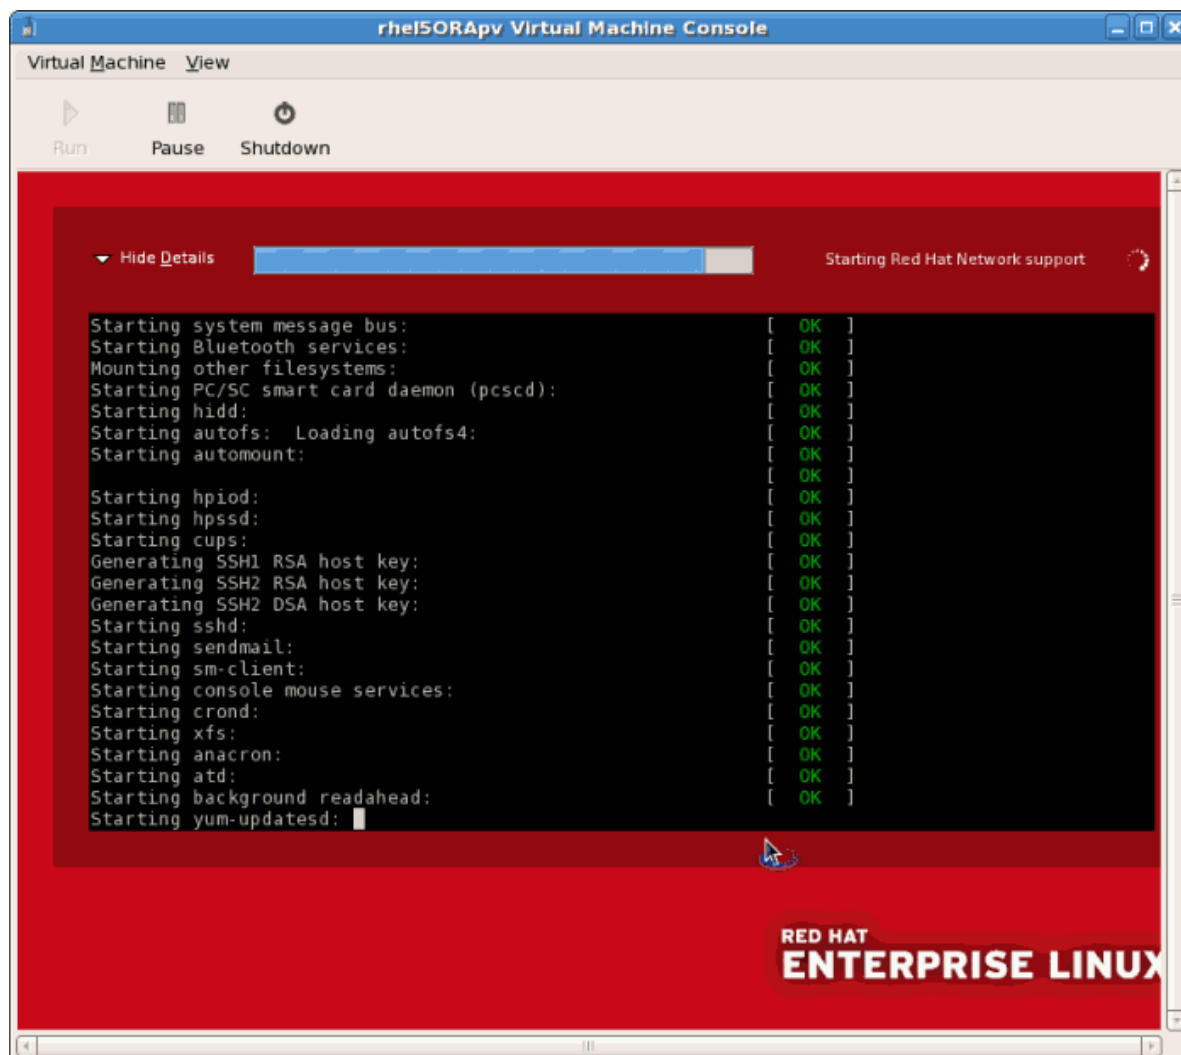 rhel5ORApv Virtual Machine Console
Virtual Machine View
Run Pause Shutdown
Hide Details Starting Red Hat Network support
Starting system message bus: [ OK ]
Starting Bluetooth services: [ OK ]
Mounting other filesystems: [ OK ]
Starting PC/SC smart card daemon (pcscd): [ OK ]
Starting hidd: [ OK ]
Starting autofs: Loading autofs4: [ OK ]
Starting automount: [ OK ]
[ OK ]
Starting hpiod: [ OK ]
Starting hpssd: [ OK ]
Starting cups: [ OK ]
Generating SSH1 RSA host key: [ OK ]
Generating SSH2 RSA host key: [ OK ]
Generating SSH2 DSA host key: [ OK ]
Starting sshd: [ OK ]
Starting sendmail: [ OK ]
Starting sm-client: [ OK ]
Starting console mouse services: [ OK ]
Starting crond: [ OK ]
Starting xfs: [ OK ]
Starting anacron: [ OK ]
Starting atd: [ OK ]
Starting background readahead: [ OK ]
Starting yum-updatesd:
RED HAT
ENTERPRISE LINUX